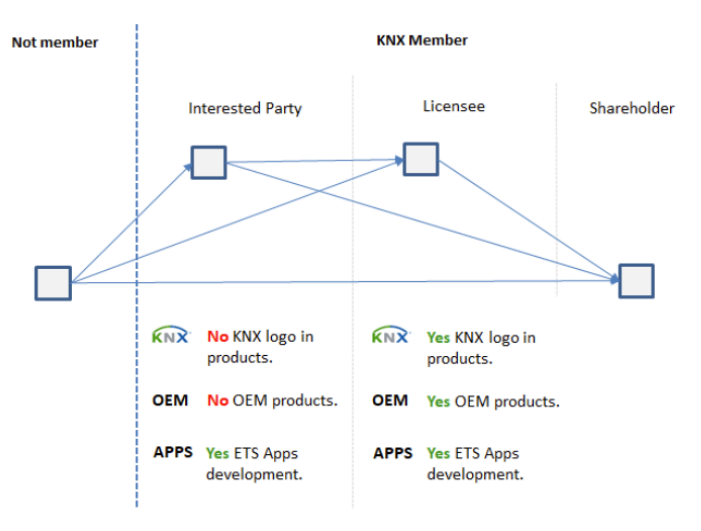 Not member
KNX Member
Interested Party
Licensee
Shareholder
KNX No KNX logo in
products.
OEM No OEM products.
APPS Yes ETS Apps
development.
KNX Yes KNX logo in
products.
OEM Yes OEM products.
APPS Yes ETS Apps
development.